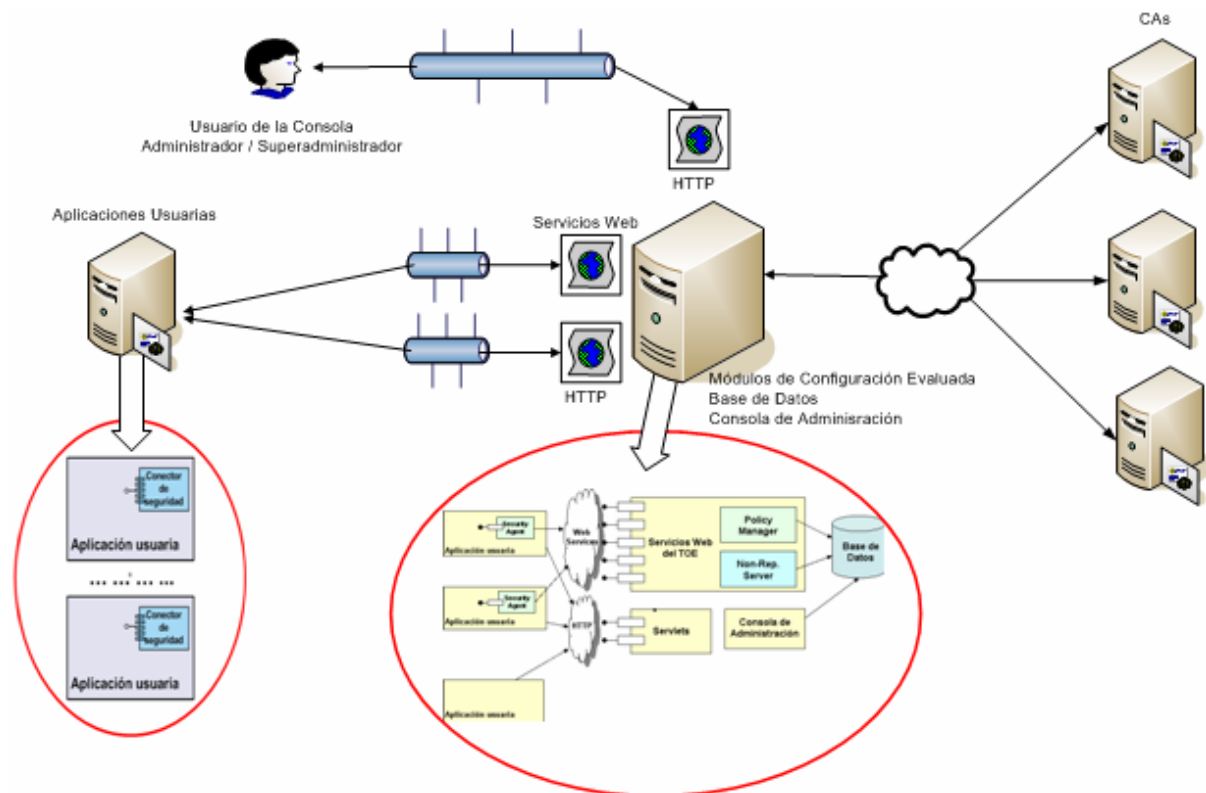 CAs
Usuario de la Consola
Administrador / Superadministrador
HTTP
Aplicaciones Usuarias
Servicios Web
HTTP
Módulos de Configuración Evaluada
Base de Datos
Consola de Adminisración
Conector
de
seguridad
Aplicación usuaria
... ... ... ...
Conector
de
seguridad
Aplicación usuaria
Security
Agent
Aplicación usuaria
Security
Agent
Aplicación usuaria
Aplicación usuaria
Web
Services
HTTP
Servicios Web
del TOE
Policy
Manager
Non-Rep.
Server
Base de
Datos
Servlets
Consola de
Administración